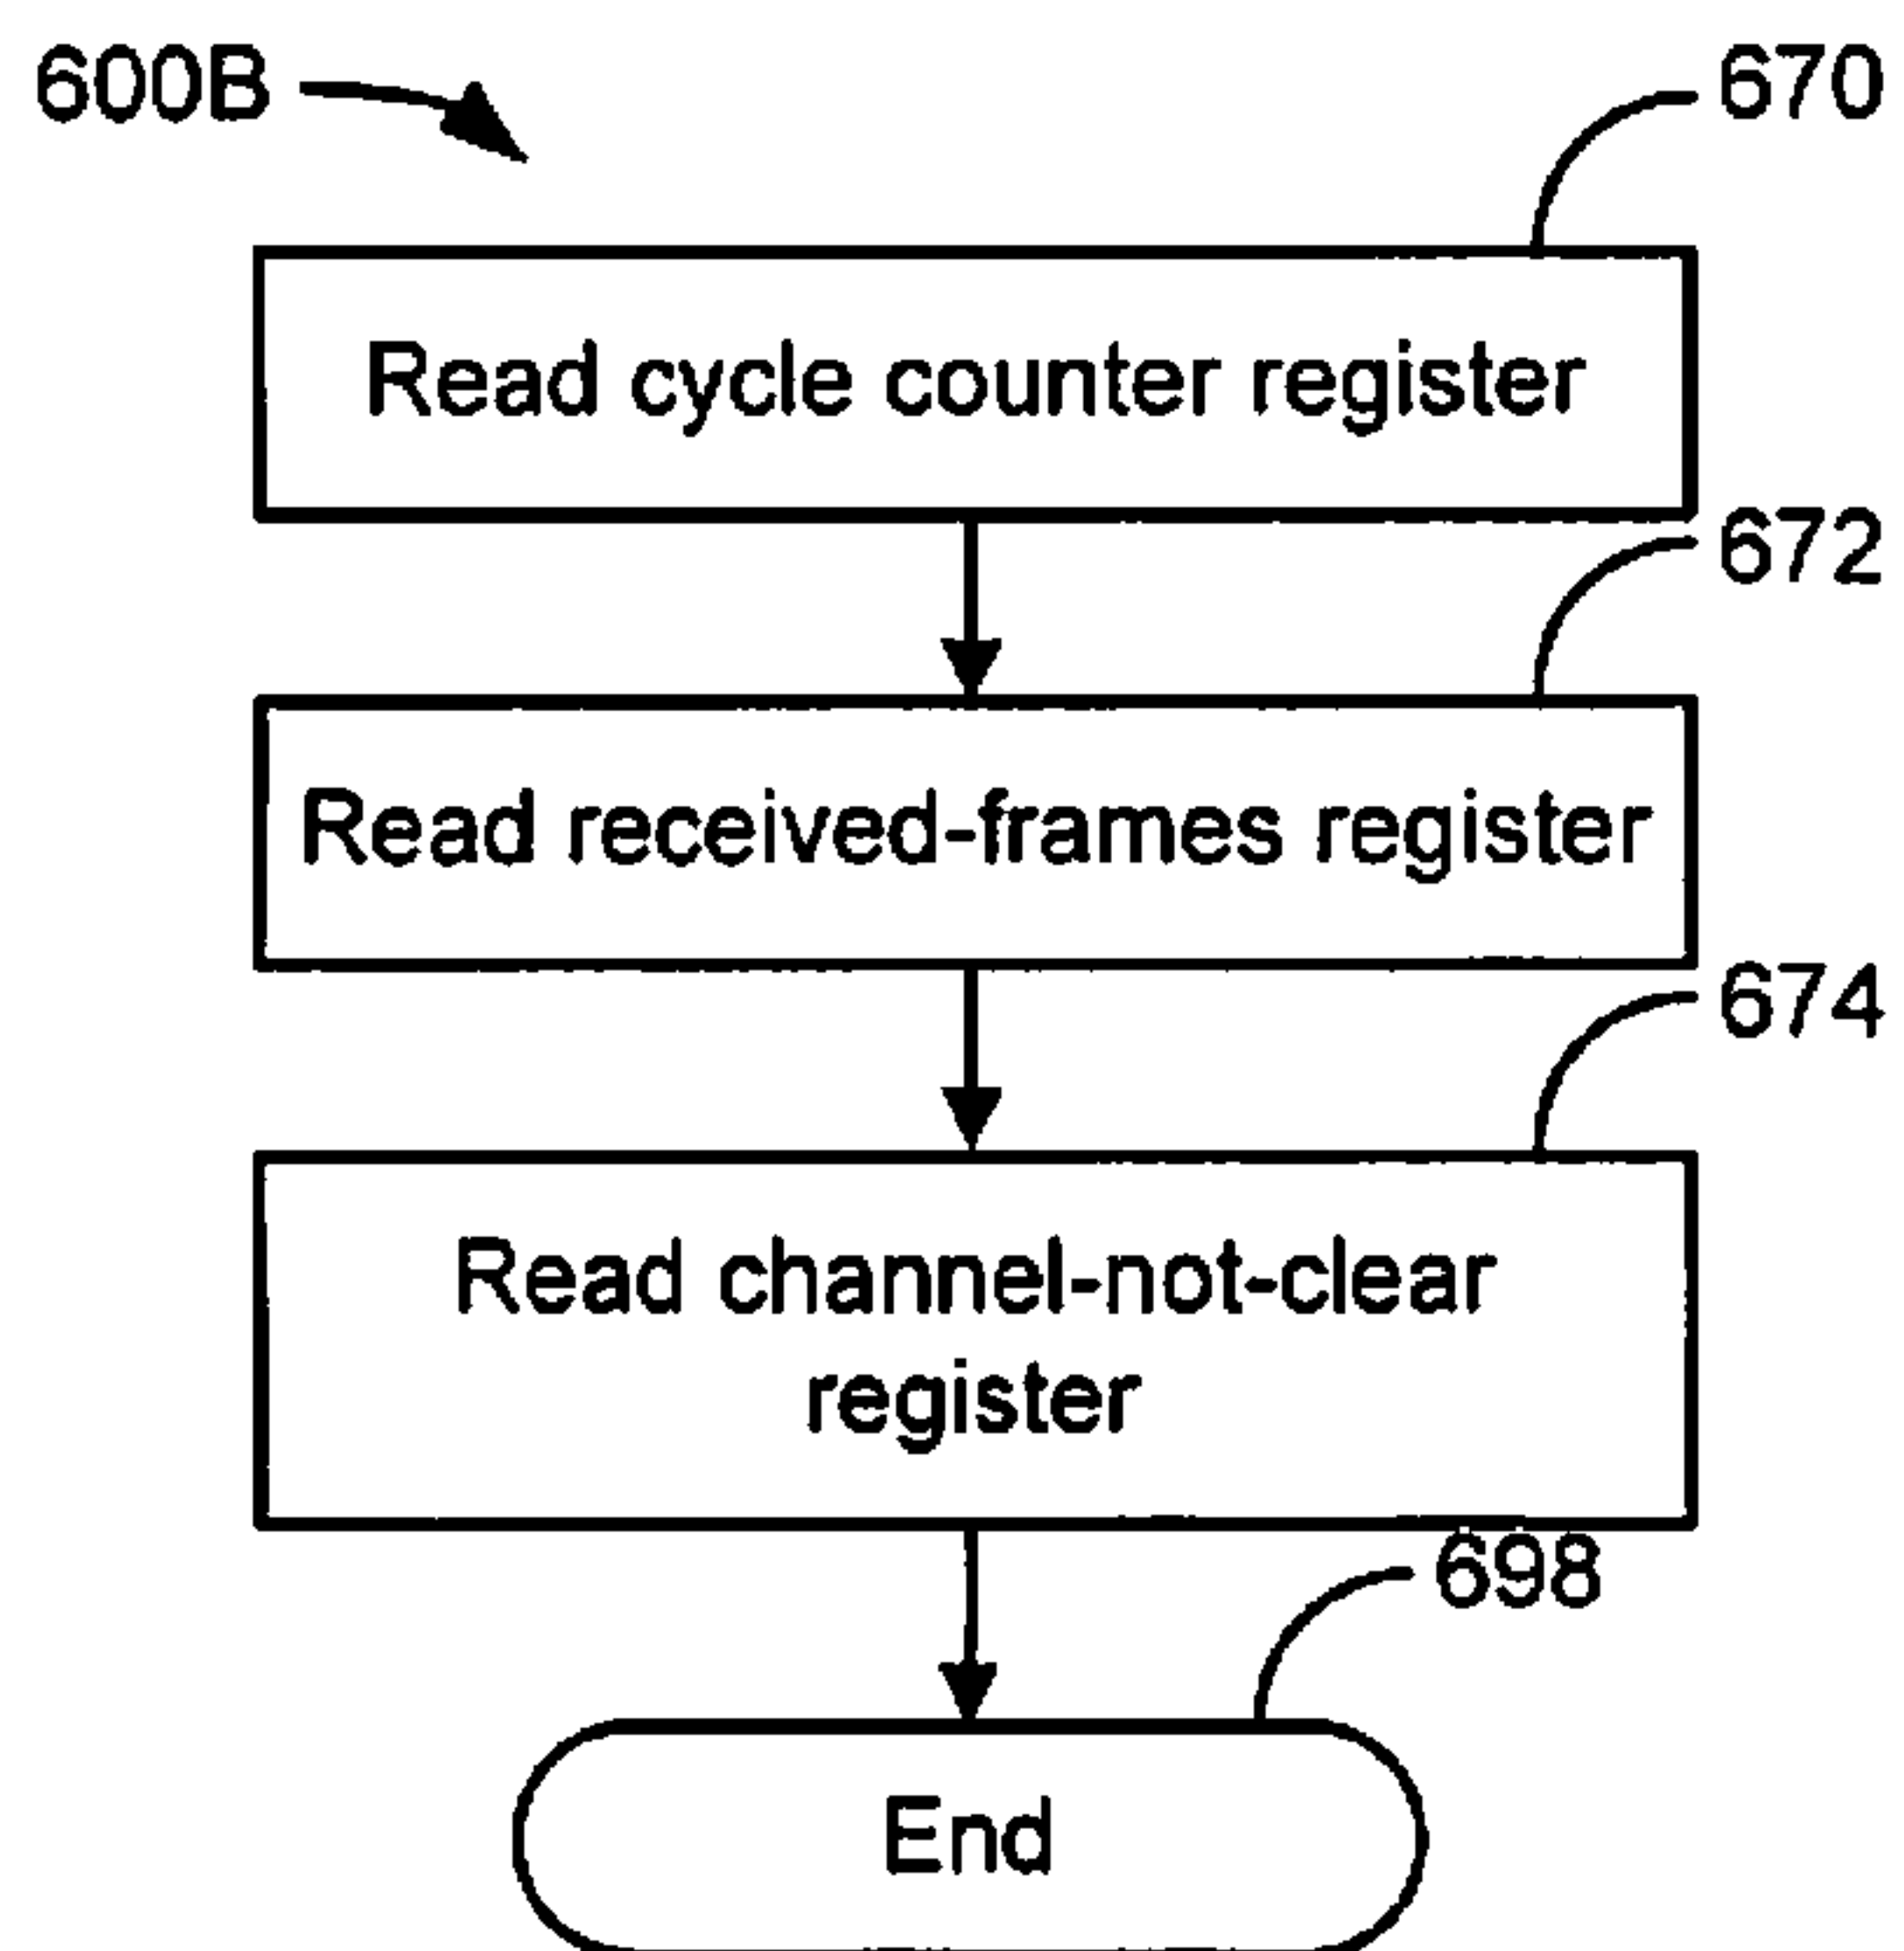 600B
670
Read cycle counter register
672
Read received-frames register
674
Read channel-not-clear
register
698
End